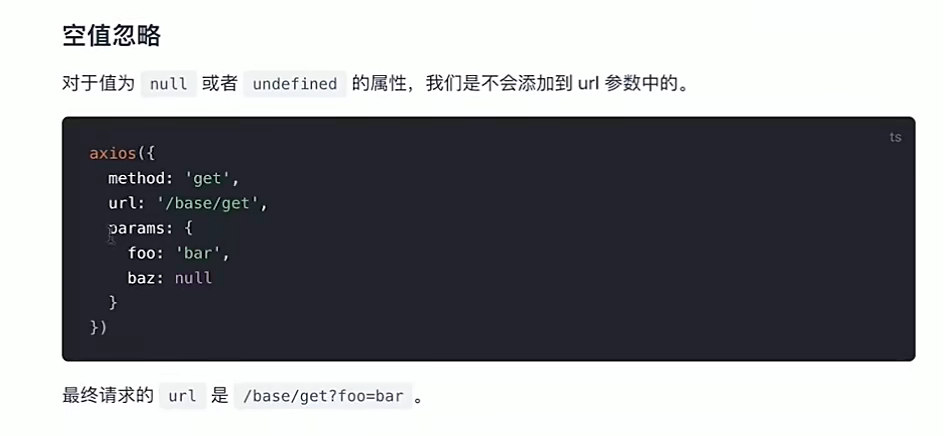 空值忽略
对于值为 null 或者 undefined 的属性，我们是不会添加到 url 参数中的。
ts
axios({
  method: 'get',
  url: '/base/get',
  params: {
    foo: 'bar',
    baz: null
  }
})
最终请求的 url 是 /base/get?foo=bar 。